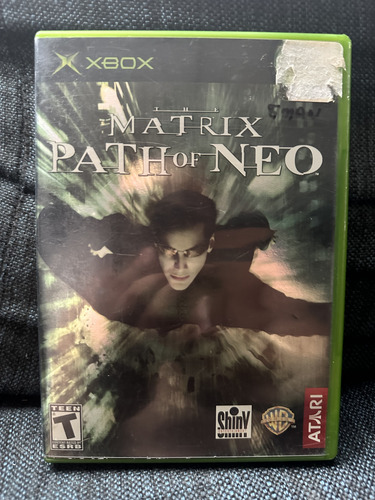 XBOX
THE
MATRIX
PATH OF NEO
TEEN
T
ESRB
shiny
WB
ATARI